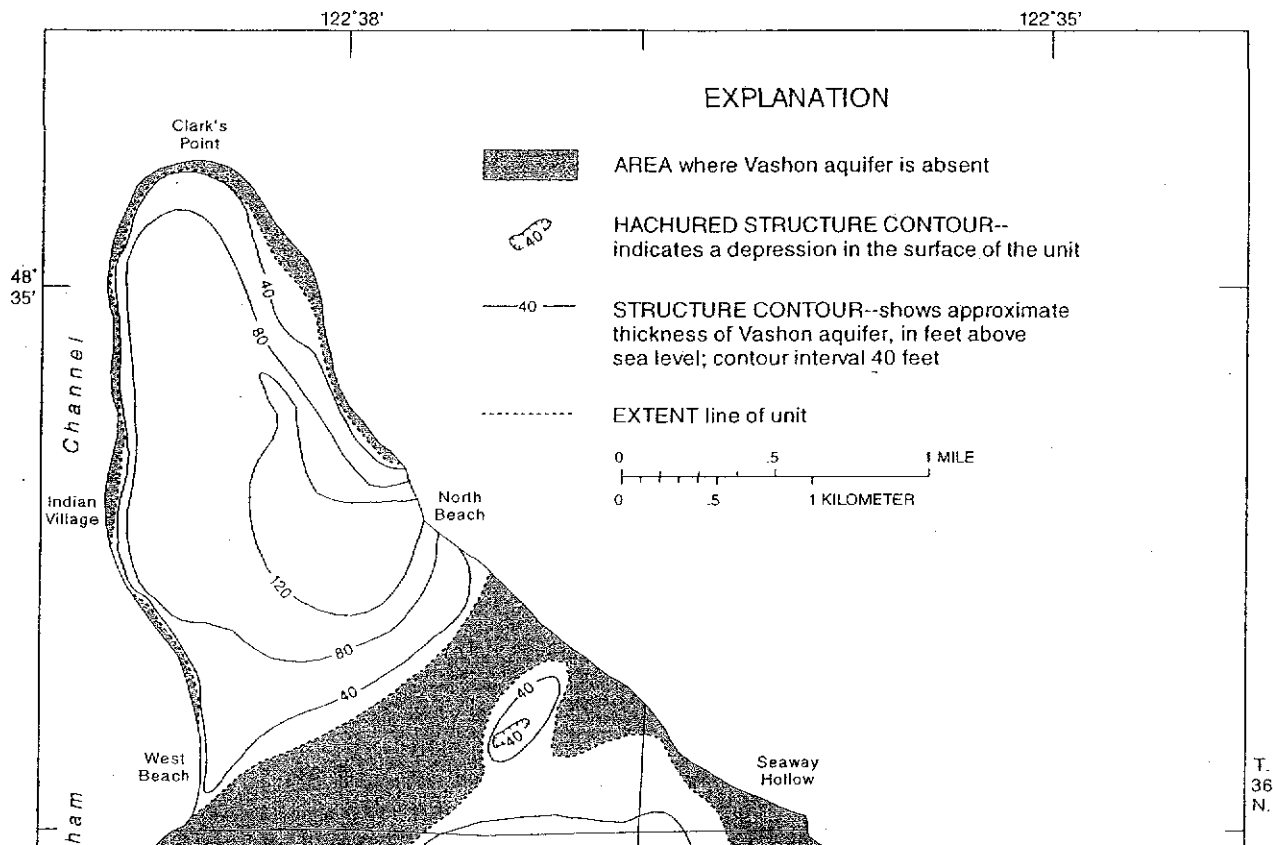 122°38'
122°35'
EXPLANATION
Clark's
Point
AREA where Vashon aquifer is absent
40
HACHURED STRUCTURE CONTOUR--
indicates a depression in the surface of the unit
48°
35'
40
STRUCTURE CONTOUR--shows approximate
thickness of Vashon aquifer, in feet above
sea level; contour interval 40 feet
40
80
Channel
EXTENT line of unit
0 .5 1 MILE
0 .5 1 KILOMETER
Indian
Village
North
Beach
120
80
40
40
40
West
Beach
Seaway
Hollow
T.
36
N.
ham